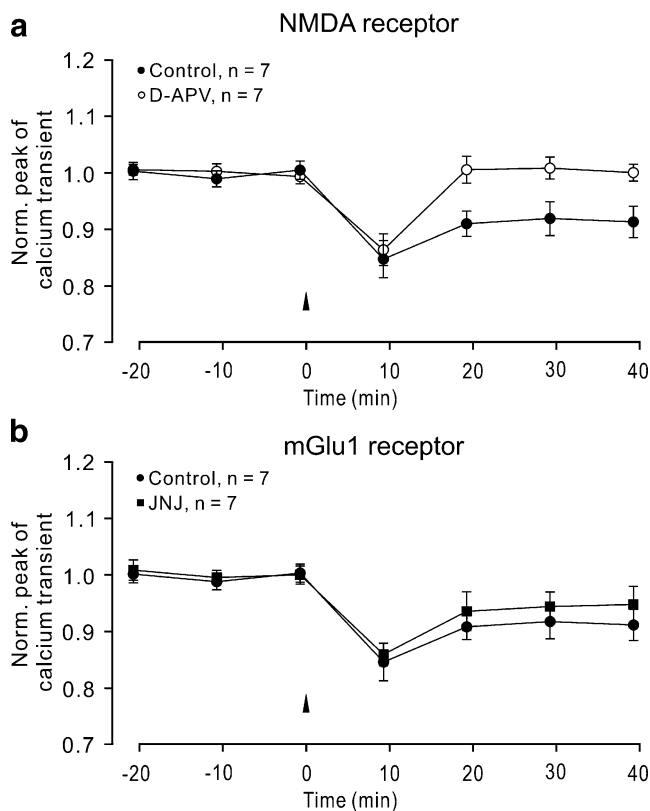 a
NMDA receptor
Norm. peak of
calcium transient
1.2
1.1
1.0
0.9
0.8
0.7
Control, n = 7
D-APV, n = 7
-20 -10 0 10 20 30 40
Time (min)
b
mGlu1 receptor
Norm. peak of
calcium transient
1.2
1.1
1.0
0.9
0.8
0.7
Control, n = 7
JNJ, n = 7
-20 -10 0 10 20 30 40
Time (min)